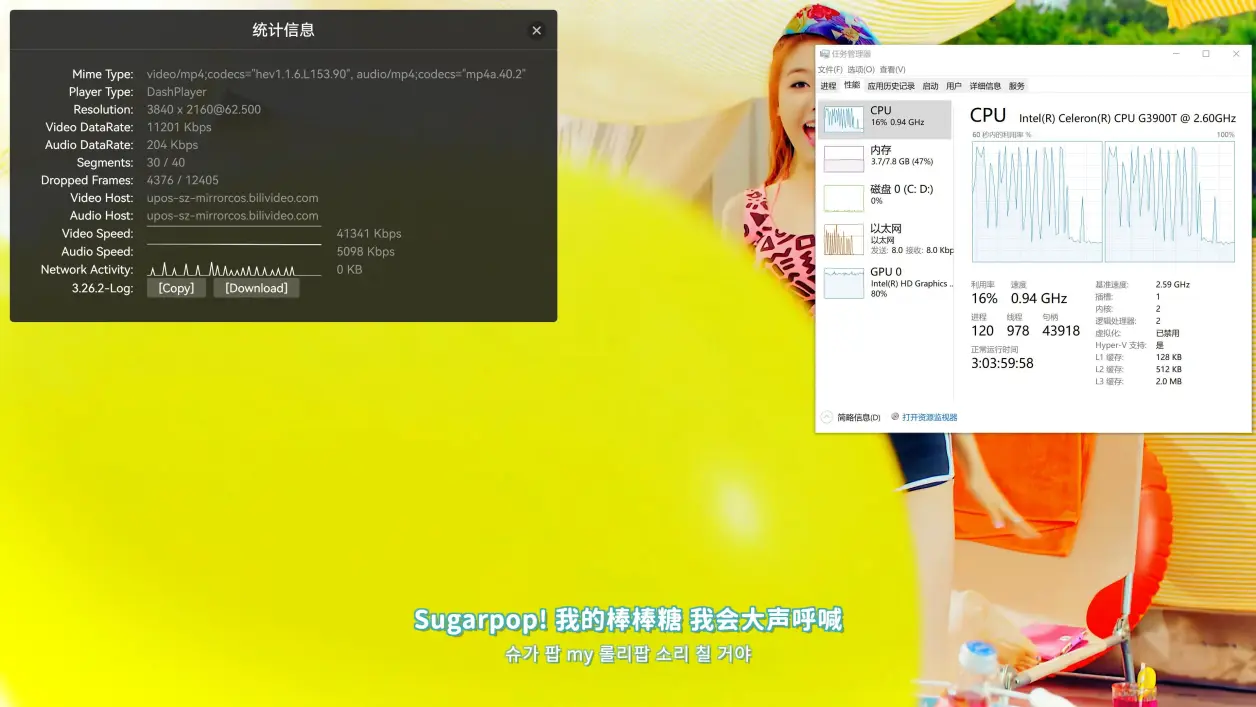 统计信息
Mime Type: video/mp4;codecs="hev1.1.6.L153.90", audio/mp4;codecs="mp4a.40.2"
Player Type: DashPlayer
Resolution: 3840 x 2160@62.500
Video DataRate: 11201 Kbps
Audio DataRate: 204 Kbps
Segments: 30 / 40
Dropped Frames: 4376 / 12405
Video Host: upos-sz-mirrorcos.bilivideo.com
Audio Host: upos-sz-mirrorcos.bilivideo.com
Video Speed: 41341 Kbps
Audio Speed: 5098 Kbps
Network Activity: 0 KB
3.26.2-Log: [Copy] [Download]
任务管理器
文件(F) 选项(O) 查看(V)
进程 性能 应用历史记录 启动 用户 详细信息 服务
CPU
16% 0.94 GHz
内存
3.7/7.8 GB (47%)
磁盘 0 (C: D:)
0%
以太网
以太网
发送: 8.0 接收: 8.0 Kbp
GPU 0
Intel(R) HD Graphics ..
80%
CPU Intel(R) Celeron(R) CPU G3900T @ 2.60GHz
60 秒内的利用率 % 100%
利用率 速度
16% 0.94 GHz
进程 线程 句柄
120 978 43918
正常运行时间
3:03:59:58
基准速度: 2.59 GHz
插槽: 1
内核: 2
逻辑处理器: 2
虚拟化: 已禁用
Hyper-V 支持: 是
L1 缓存: 128 KB
L2 缓存: 512 KB
L3 缓存: 2.0 MB
简略信息(D) 打开资源监视器
Sugarpop! 我的棒棒糖 我会大声呼喊
슈가 팝 my 롤리팝 소리 칠 거야